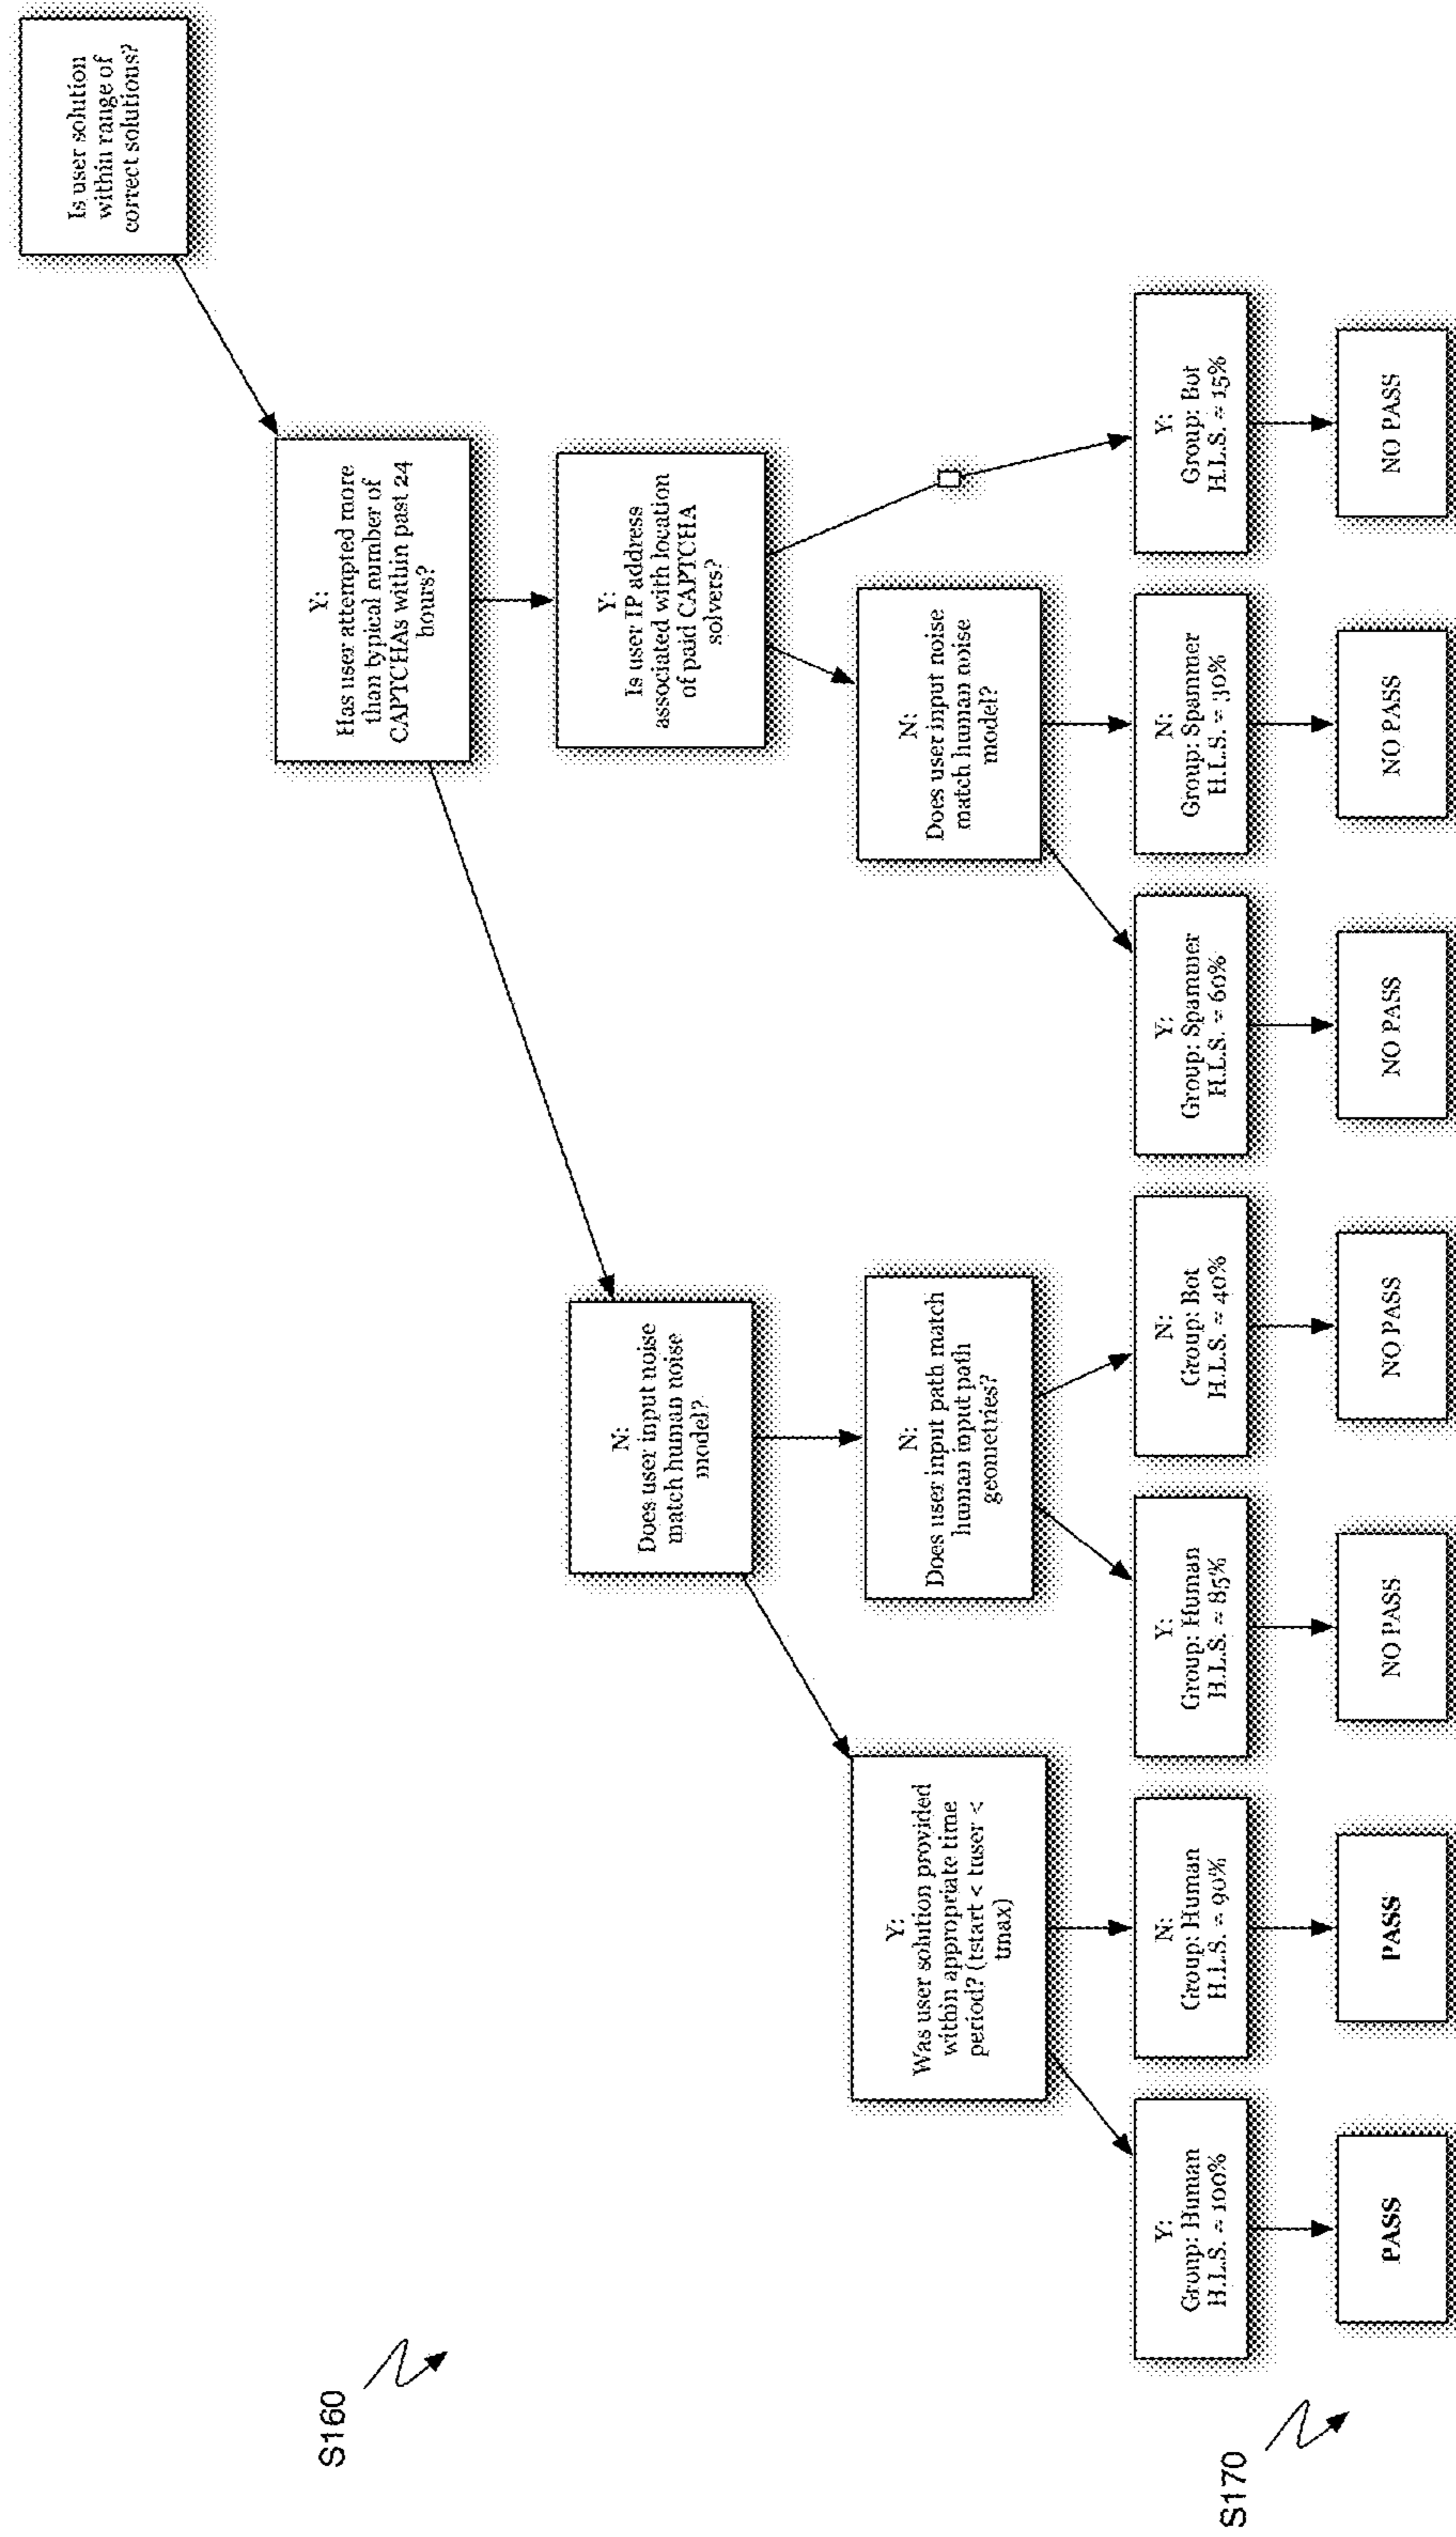 Is user solution
within range of
correct solutions?
S160
Y:
Has user attempted more
than typical number of
CAPTCHAs within past 24
hours?
N:
Does user input noise
match human noise
model?
Y:
Is user IP address
associated with location
of paid CAPTCHA
solvers?
Y:
Was user solution provided
within appropriate time
period? (tstart < tuser <
tmax)
N:
Does user input path match
human input path
geometries?
N:
Does user input noise
match human noise
model?
S170
Y:
Group: Human
H.L.S. = 100%
N:
Group: Human
H.L.S. = 90%
Y:
Group: Human
H.L.S. = 85%
N:
Group: Bot
H.L.S. = 40%
Y:
Group: Spammer
H.L.S. = 60%
N:
Group: Spammer
H.L.S. = 30%
Y:
Group: Bot
H.L.S. = 15%
PASS
PASS
NO PASS
NO PASS
NO PASS
NO PASS
NO PASS